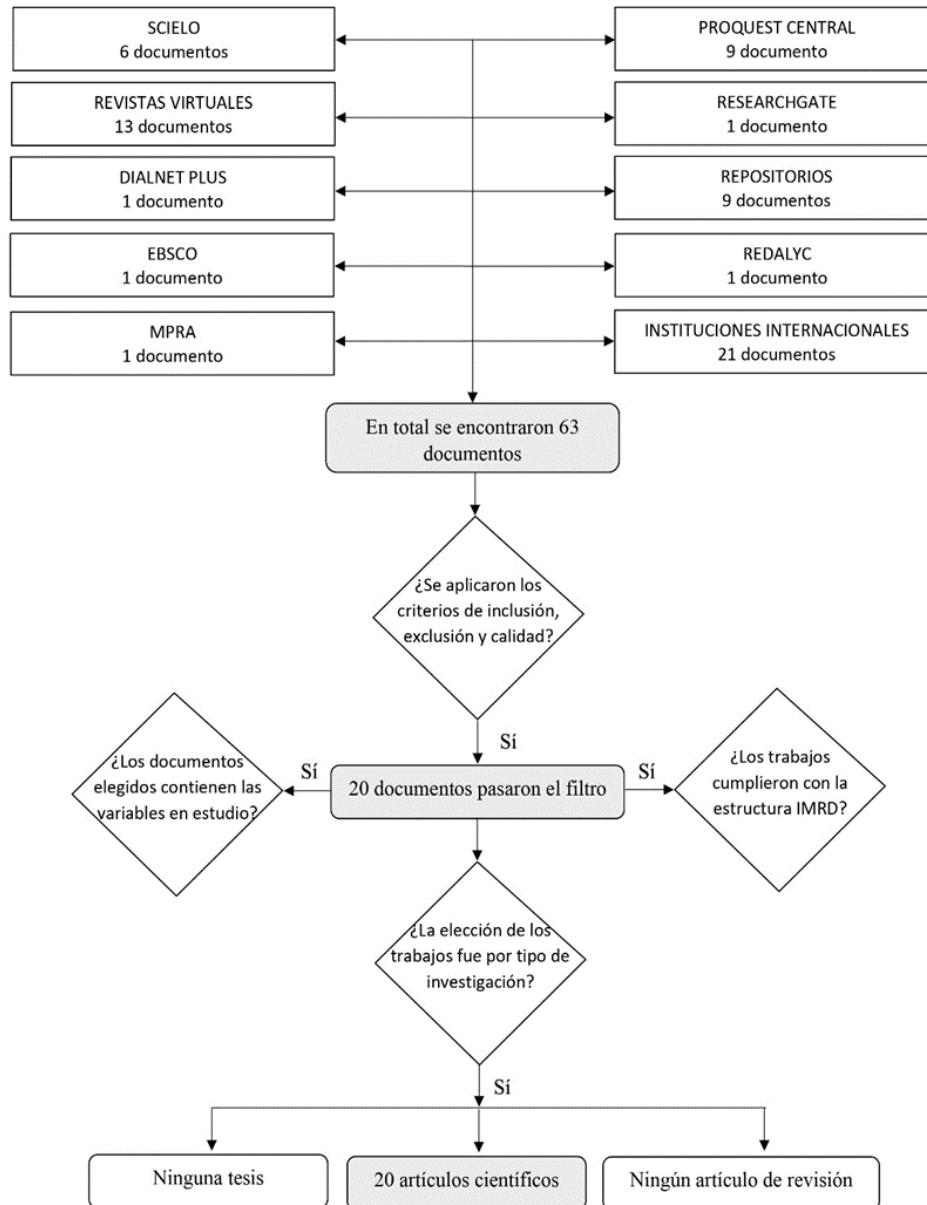 SCIELO
6 documentos
PROQUEST CENTRAL
9 documento
REVISTAS VIRTUALES
13 documentos
RESEARCHGATE
1 documento
DIALNET PLUS
1 documento
REPOSITORIOS
9 documentos
EBSCO
1 documento
REDALYC
1 documento
MPRA
1 documento
INSTITUCIONES INTERNACIONALES
21 documentos
En total se encontraron 63
documentos
¿Se aplicaron los
criterios de inclusión,
exclusión y calidad?
Sí
¿Los documentos
elegidos contienen las
variables en estudio?
Sí
20 documentos pasaron el filtro
Sí
¿Los trabajos
cumplieron con la
estructura IMRD?
¿La elección de los
trabajos fue por tipo de
investigación?
Sí
Ninguna tesis
20 artículos científicos
Ningún artículo de revisión